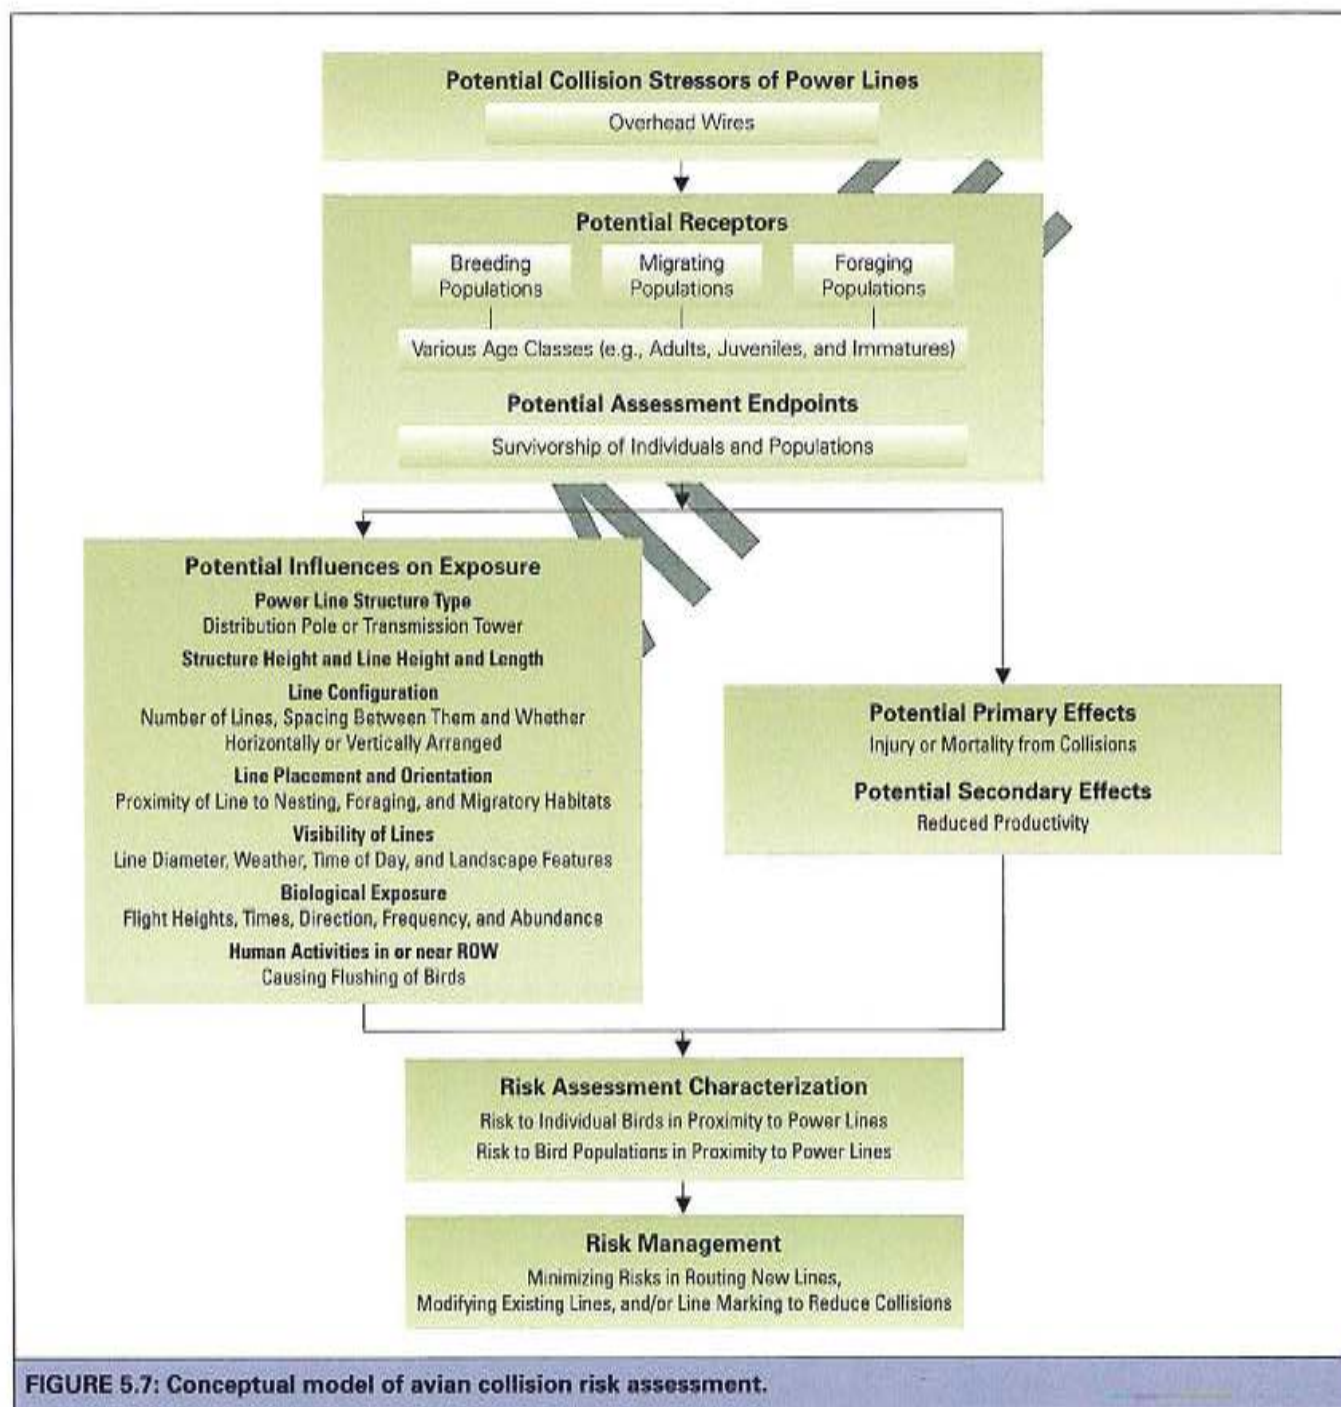 Potential Collision Stressors of Power Lines
Overhead Wires
Potential Receptors
Breeding
Populations
Migrating
Populations
Foraging
Populations
Various Age Classes (e.g., Adults, Juveniles, and Immatures)
Potential Assessment Endpoints
Survivorship of Individuals and Populations
Potential Influences on Exposure
Power Line Structure Type
Distribution Pole or Transmission Tower
Structure Height and Line Height and Length
Line Configuration
Number of Lines, Spacing Between Them and Whether
Horizontally or Vertically Arranged
Line Placement and Orientation
Proximity of Line to Nesting, Foraging, and Migratory Habitats
Visibility of Lines
Line Diameter, Weather, Time of Day, and Landscape Features
Biological Exposure
Flight Heights, Times, Direction, Frequency, and Abundance
Human Activities in or near ROW
Causing Flushing of Birds
Potential Primary Effects
Injury or Mortality from Collisions
Potential Secondary Effects
Reduced Productivity
Risk Assessment Characterization
Risk to Individual Birds in Proximity to Power Lines
Risk to Bird Populations in Proximity to Power Lines
Risk Management
Minimizing Risks in Routing New Lines,
Modifying Existing Lines, and/or Line Marking to Reduce Collisions
FIGURE 5.7: Conceptual model of avian collision risk assessment.